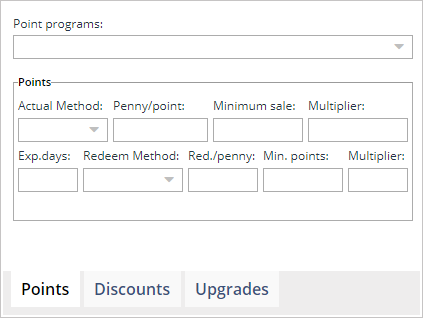 Point programs:
Points
Actual Method: Penny/point: Minimum sale: Multiplier:
Exp.days: Redeem Method: Red./penny: Min. points: Multiplier:
Points Discounts Upgrades